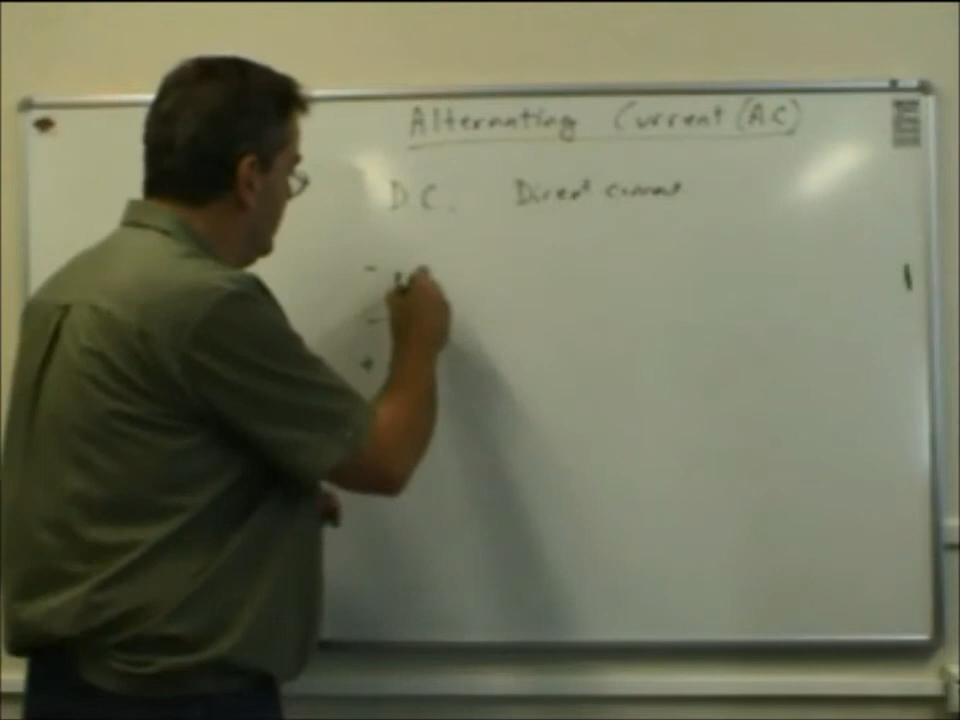 Alternating Current (AC)
D C. Direct current
-
-
+